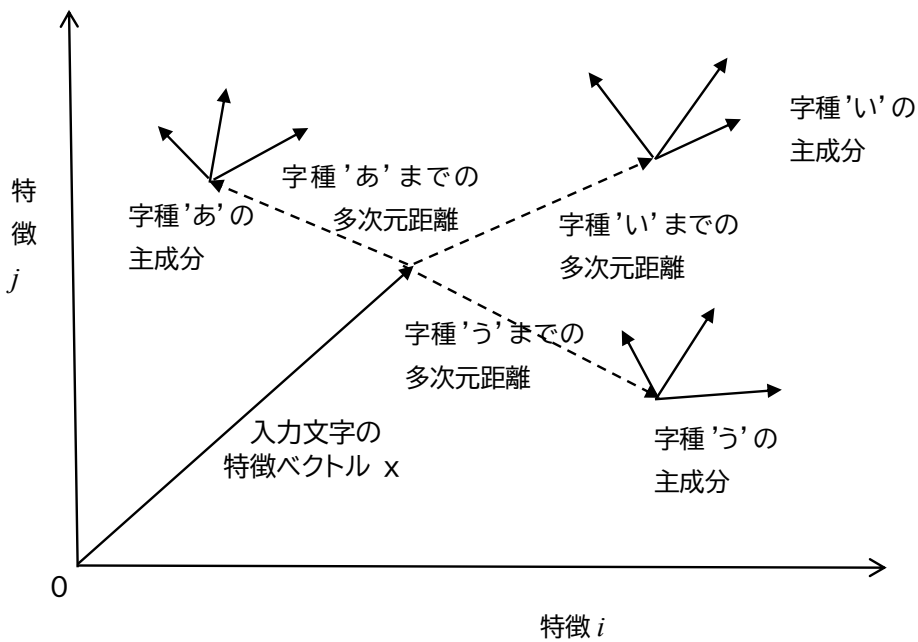 特
徴
j
字種'あ'の
主成分
字種'あ'までの
多次元距離
字種'い'の
主成分
字種'い'までの
多次元距離
字種'う'までの
多次元距離
字種'う'の
主成分
入力文字の
特徴ベクトル x
0
特徴 i